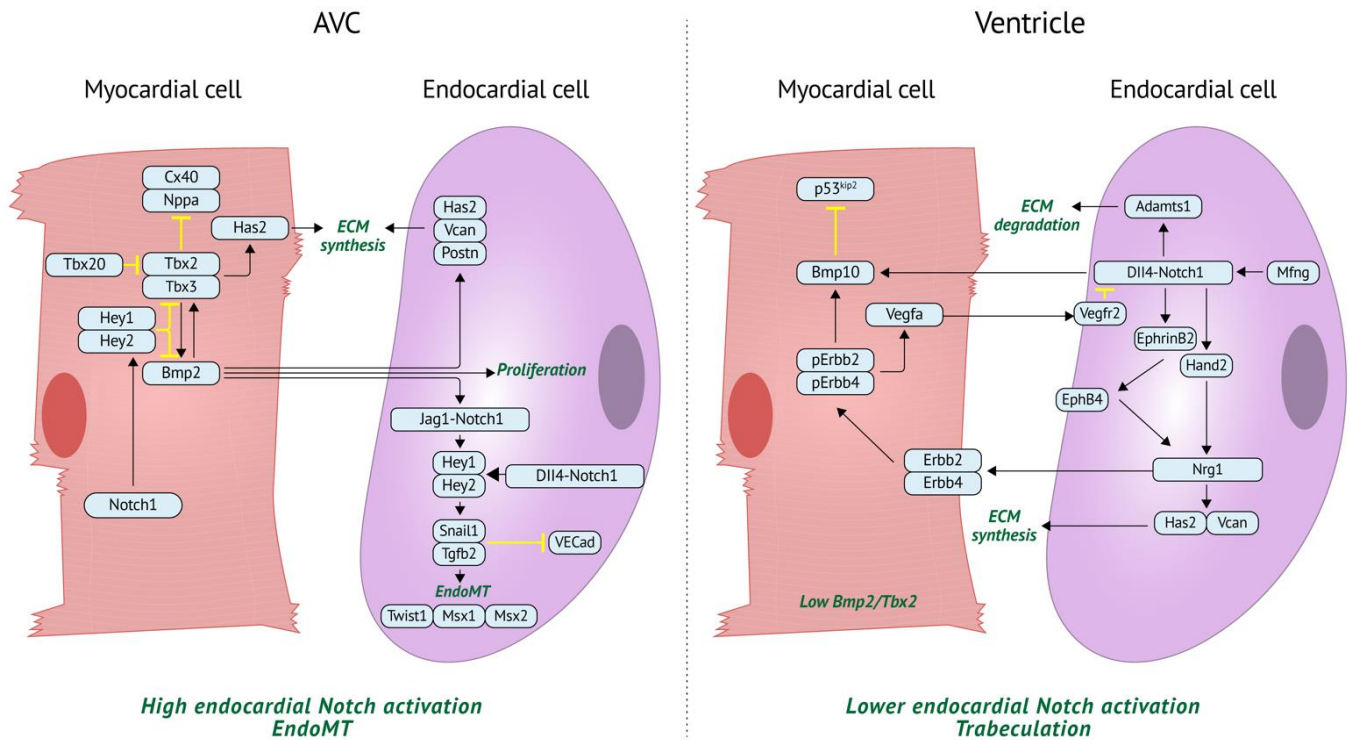 AVC
Ventricle
Myocardial cell
Endocardial cell
Myocardial cell
Endocardial cell
Cx40
Nppa
Has2
ECM
synthesis
Has2
Vcan
Postn
Tbx20
Tbx2
Tbx3
Hey1
Hey2
Bmp2
Proliferation
Jag1-Notch1
Hey1
Hey2
Dll4-Notch1
Notch1
Snail1
Tgfb2
VECad
EndoMT
Twist1
Msx1
Msx2
High endocardial Notch activation
EndoMT
p53kip2
ECM
degradation
Adamts1
Bmp10
Dll4-Notch1
Mfng
Vegfa
Vegfr2
EphrinB2
Hand2
pErbb2
pErbb4
EphB4
Erbb2
Erbb4
Nrg1
ECM
synthesis
Has2
Vcan
Low Bmp2/Tbx2
Lower endocardial Notch activation
Trabeculation